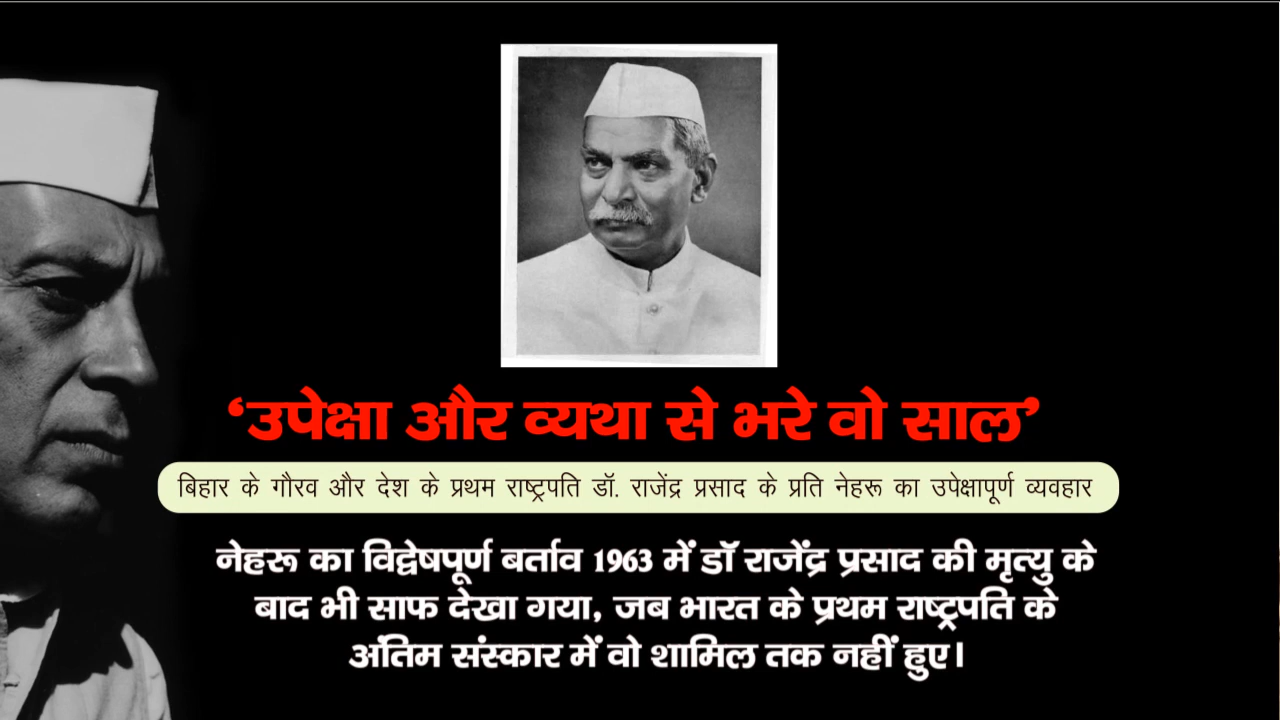 ‘उपेक्षा और व्यथा से भरे वो साल’
बिहार के गौरव और देश के प्रथम राष्ट्रपति डॉ. राजेंद्र प्रसाद के प्रति नेहरू का उपेक्षापूर्ण व्यवहार
नेहरू का विद्वेषपूर्ण बर्ताव 1963 में डॉ राजेंद्र प्रसाद की मृत्यु के
बाद भी साफ देखा गया, जब भारत के प्रथम राष्ट्रपति के
अंतिम संस्कार में वो शामिल तक नहीं हुए।